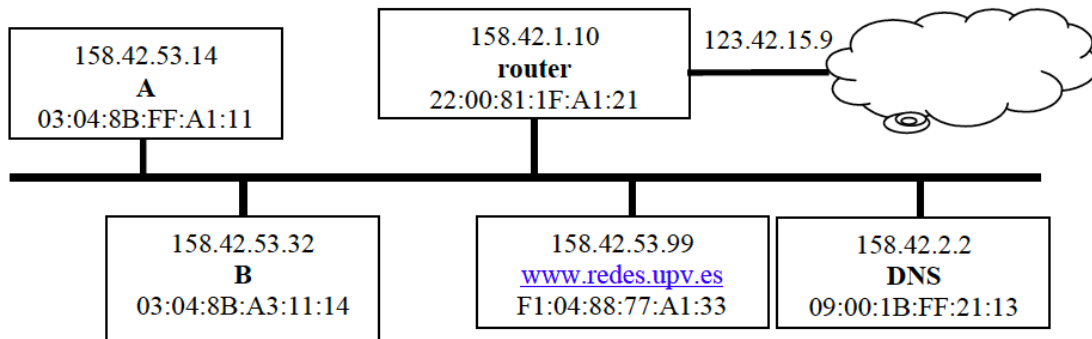 158.42.53.14
A
03:04:8B:FF:A1:11
158.42.1.10
router
22:00:81:1F:A1:21
123.42.15.9
158.42.53.32
B
03:04:8B:A3:11:14
158.42.53.99
www.redes.upv.es
F1:04:88:77:A1:33
158.42.2.2
DNS
09:00:1B:FF:21:13